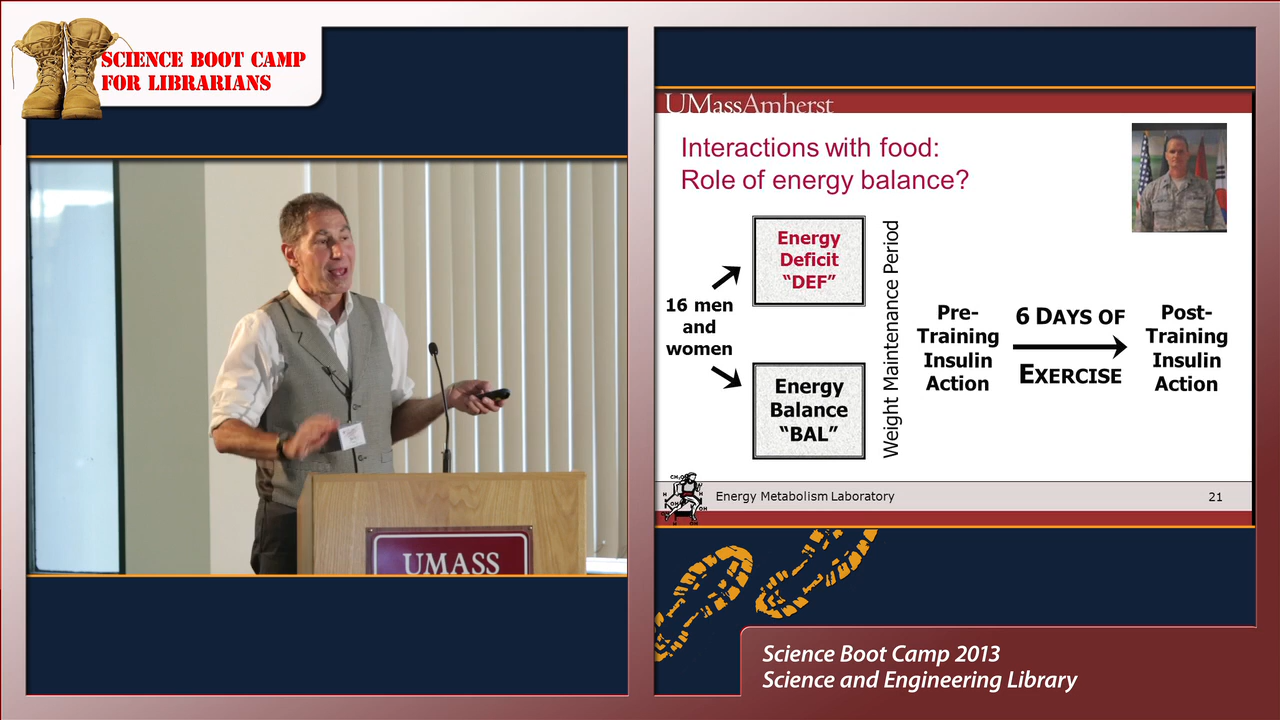 SCIENCE BOOT CAMP
FOR LIBRARIANS
UMASS
UMassAmherst
Interactions with food:
Role of energy balance?
Energy
Deficit
“DEF”
16 men
and
women
Energy
Balance
“BAL”
Weight Maintenance Period
Pre-
Training
Insulin
Action
6 DAYS OF
EXERCISE
Post-
Training
Insulin
Action
Energy Metabolism Laboratory
21
Science Boot Camp 2013
Science and Engineering Library